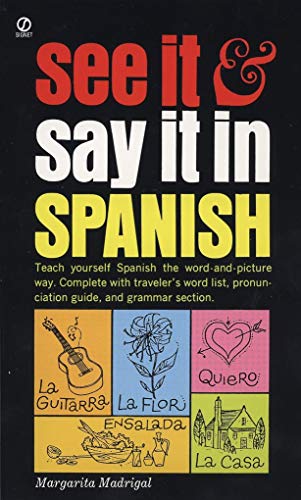 SIGNET
see it &
say it in
SPANISH
Teach yourself Spanish the word-and-picture
way. Complete with traveler's word list, pronun-
ciation guide, and grammar section.
LA
GUITARRA
LA FLOR
QUIERO
ENSALADA
LA CASA
Margarita Madrigal